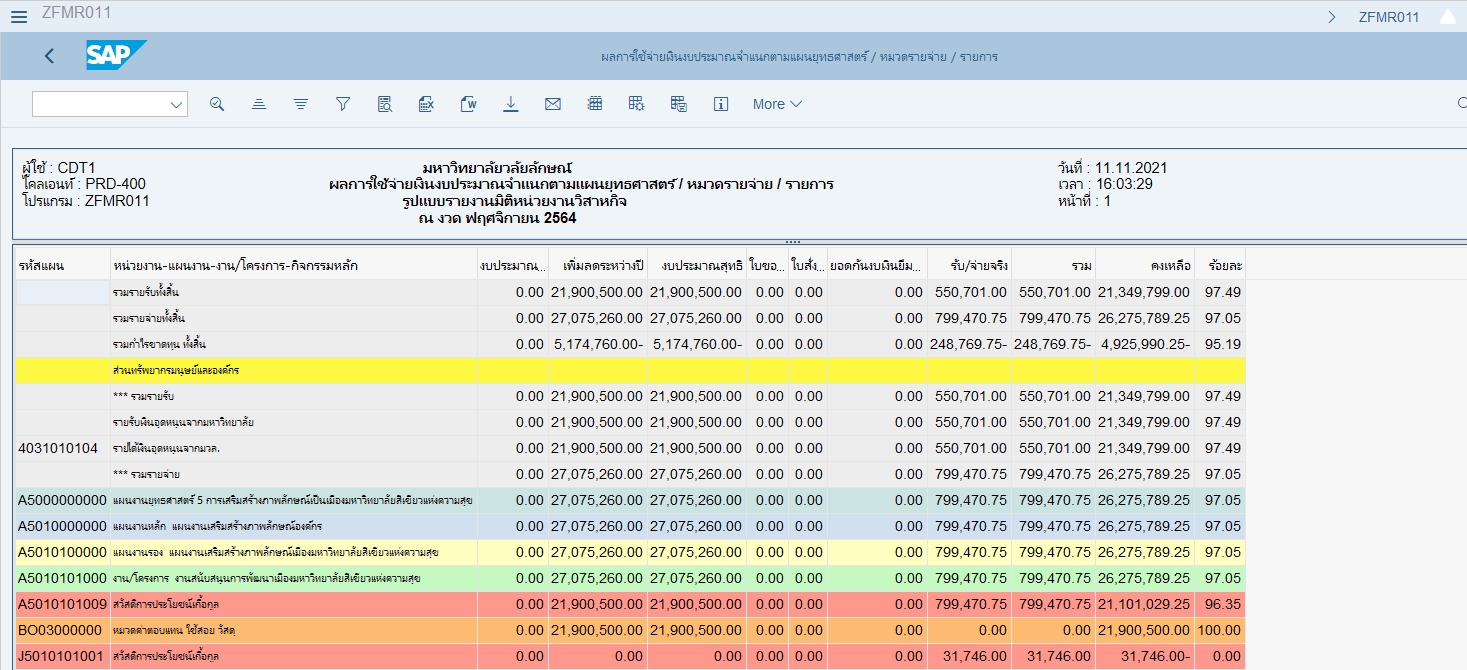 ZFMR011
ZFMR011
SAP
ผลการใช้จ่ายเงินงบประมาณจำแนกตามแผนยุทธศาสตร์ / หมวดรายจ่าย / รายการ
More
ผู้ใช้ : CDT1 มหาวิทยาลัยวลัยลักษณ์ วันที่ : 11.11.2021
ไคลเอนท์ : PRD-400 ผลการใช้จ่ายเงินงบประมาณจำแนกตามแผนยุทธศาสตร์ / หมวดรายจ่าย / รายการ เวลา : 16:03:29
โปรแกรม : ZFMR011 รูปแบบรายงานมิติหน่วยงานวิสาหกิจ หน้าที่ : 1
ณ งวด พฤศจิกายน 2564
รหัสแผน หน่วยงาน-แผนงาน-งาน/โครงการ-กิจกรรมหลัก งบประมาณ... เพิ่มลดระหว่างปี งบประมาณสุทธิ ใบขอ... ใบสั่ง... ยอดกันงบเงินยืม... รับ/จ่ายจริง รวม คงเหลือ ร้อยละ
รวมรายรับทั้งสิ้น 0.00 21,900,500.00 21,900,500.00 0.00 0.00 0.00 550,701.00 550,701.00 21,349,799.00 97.49
รวมรายจ่ายทั้งสิ้น 0.00 27,075,260.00 27,075,260.00 0.00 0.00 0.00 799,470.75 799,470.75 26,275,789.25 97.05
รวมกำไรขาดทุน ทั้งสิ้น 0.00 5,174,760.00- 5,174,760.00- 0.00 0.00 0.00 248,769.75- 248,769.75- 4,925,990.25- 95.19
ส่วนทรัพยากรมนุษย์และองค์กร
*** รวมรายรับ 0.00 21,900,500.00 21,900,500.00 0.00 0.00 0.00 550,701.00 550,701.00 21,349,799.00 97.49
รายรับเงินอุดหนุนจากมหาวิทยาลัย 0.00 21,900,500.00 21,900,500.00 0.00 0.00 0.00 550,701.00 550,701.00 21,349,799.00 97.49
4031010104 รายได้เงินอุดหนุนจากมวล. 0.00 21,900,500.00 21,900,500.00 0.00 0.00 0.00 550,701.00 550,701.00 21,349,799.00 97.49
*** รวมรายจ่าย 0.00 27,075,260.00 27,075,260.00 0.00 0.00 0.00 799,470.75 799,470.75 26,275,789.25 97.05
A5000000000 แผนงานยุทธศาสตร์ 5 การเสริมสร้างภาพลักษณ์เป็นเมืองมหาวิทยาลัยสีเขียวแห่งความสุข 0.00 27,075,260.00 27,075,260.00 0.00 0.00 0.00 799,470.75 799,470.75 26,275,789.25 97.05
A5010000000 แผนงานหลัก แผนงานเสริมสร้างภาพลักษณ์องค์กร 0.00 27,075,260.00 27,075,260.00 0.00 0.00 0.00 799,470.75 799,470.75 26,275,789.25 97.05
A5010100000 แผนงานรอง แผนงานเสริมสร้างภาพลักษณ์เมืองมหาวิทยาลัยสีเขียวแห่งความสุข 0.00 27,075,260.00 27,075,260.00 0.00 0.00 0.00 799,470.75 799,470.75 26,275,789.25 97.05
A5010101000 งาน/โครงการ งานสนับสนุนการพัฒนาเมืองมหาวิทยาลัยสีเขียวแห่งความสุข 0.00 27,075,260.00 27,075,260.00 0.00 0.00 0.00 799,470.75 799,470.75 26,275,789.25 97.05
A5010101009 สวัสดิการประโยชน์เกื้อกูล 0.00 21,900,500.00 21,900,500.00 0.00 0.00 0.00 799,470.75 799,470.75 21,101,029.25 96.35
BO03000000 หมวดค่าตอบแทน ใช้สอย วัสดุ 0.00 21,900,500.00 21,900,500.00 0.00 0.00 0.00 0.00 0.00 21,900,500.00 100.00
J5010101001 สวัสดิการประโยชน์เกื้อกูล 0.00 0.00 0.00 0.00 0.00 0.00 31,746.00 31,746.00 31,746.00- 0.00